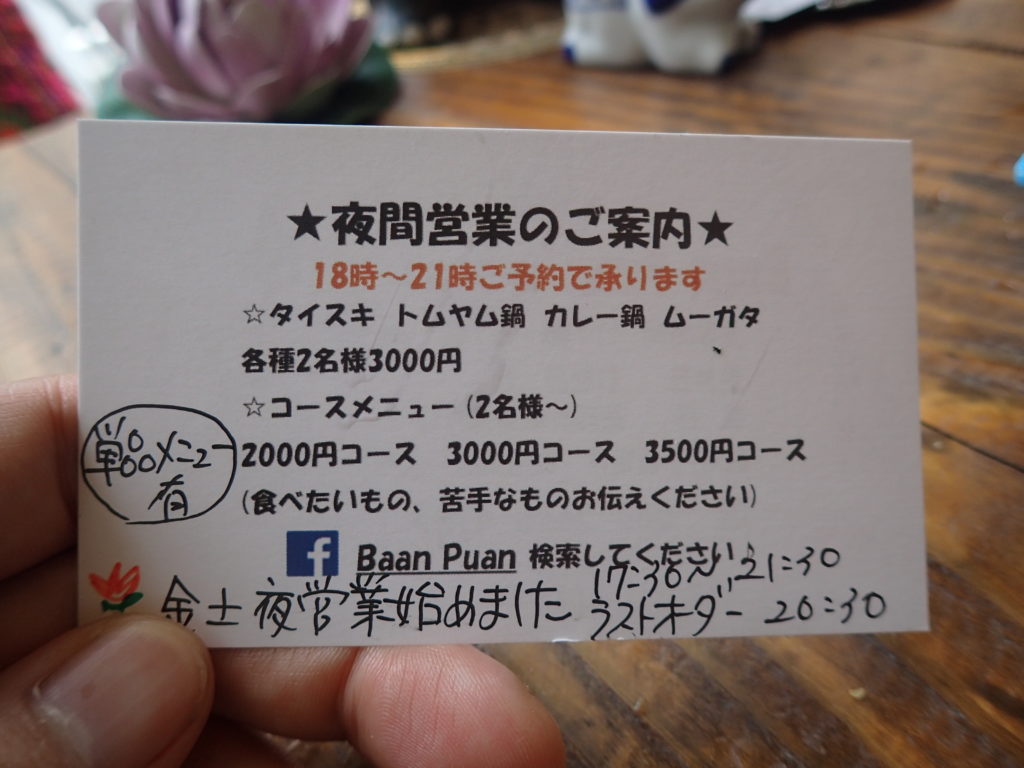 ★夜間営業のご案内★
18時～21時ご予約で承ります
☆タイスキ トムヤム鍋 カレー鍋 ムーガタ
各種2名様3000円
☆コースメニュー(2名様～)
単品メニュー
有
2000円コース 3000円コース 3500円コース
(食べたいもの、苦手なものお伝えください)
f Baan Puan 検索してください♪
17:30〜21:30
金土夜営業始めました ラストオーダー 20:30